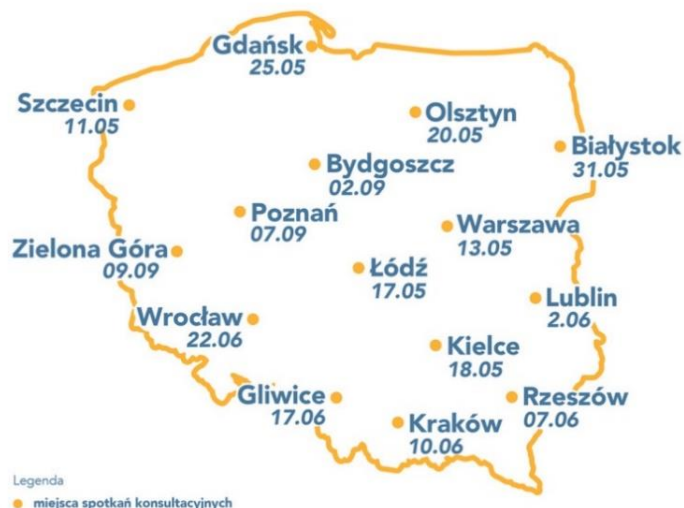 Gdańsk
25.05
Szczecin
11.05
Olsztyn
20.05
Białystok
31.05
Bydgoszcz
02.09
Poznań
07.09
Warszawa
13.05
Zielona Góra
09.09
Łódź
17.05
Lublin
2.06
Wrocław
22.06
Kielce
18.05
Gliwice
17.06
Rzeszów
07.06
Kraków
10.06
Legenda
miejsca spotkań konsultacyjnych